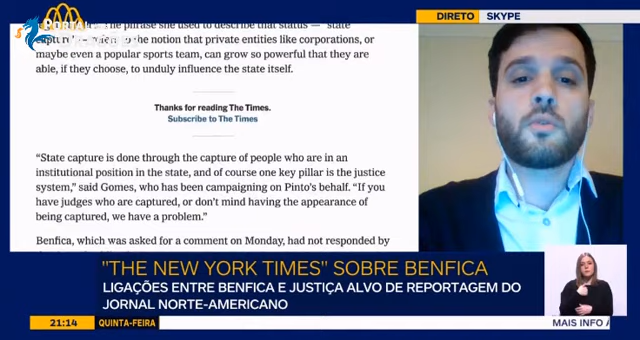 DIRETO SKYPE
PORTAL
The phrase she used to describe that status — "state
the notion that private entities like corporations, or
maybe even a popular sports team, can grow so powerful that they are
able, if they choose, to unduly influence the state itself.
Thanks for reading The Times.
Subscribe to The Times
“State capture is done through the capture of people who are in an
institutional position in the state, and of course one key pillar is the justice
system,” said Gomes, who has been campaigning on Pinto’s behalf. “If you
have judges who are captured, or don’t mind having the appearance of
being captured, we have a problem.”
Benfica, which was asked for a comment on Monday, had not responded by
"THE NEW YORK TIMES" SOBRE BENFICA
LIGAÇÕES ENTRE BENFICA E JUSTIÇA ALVO DE REPORTAGEM DO
JORNAL NORTE-AMERICANO
21:14 QUINTA-FEIRA
MAIS INFO